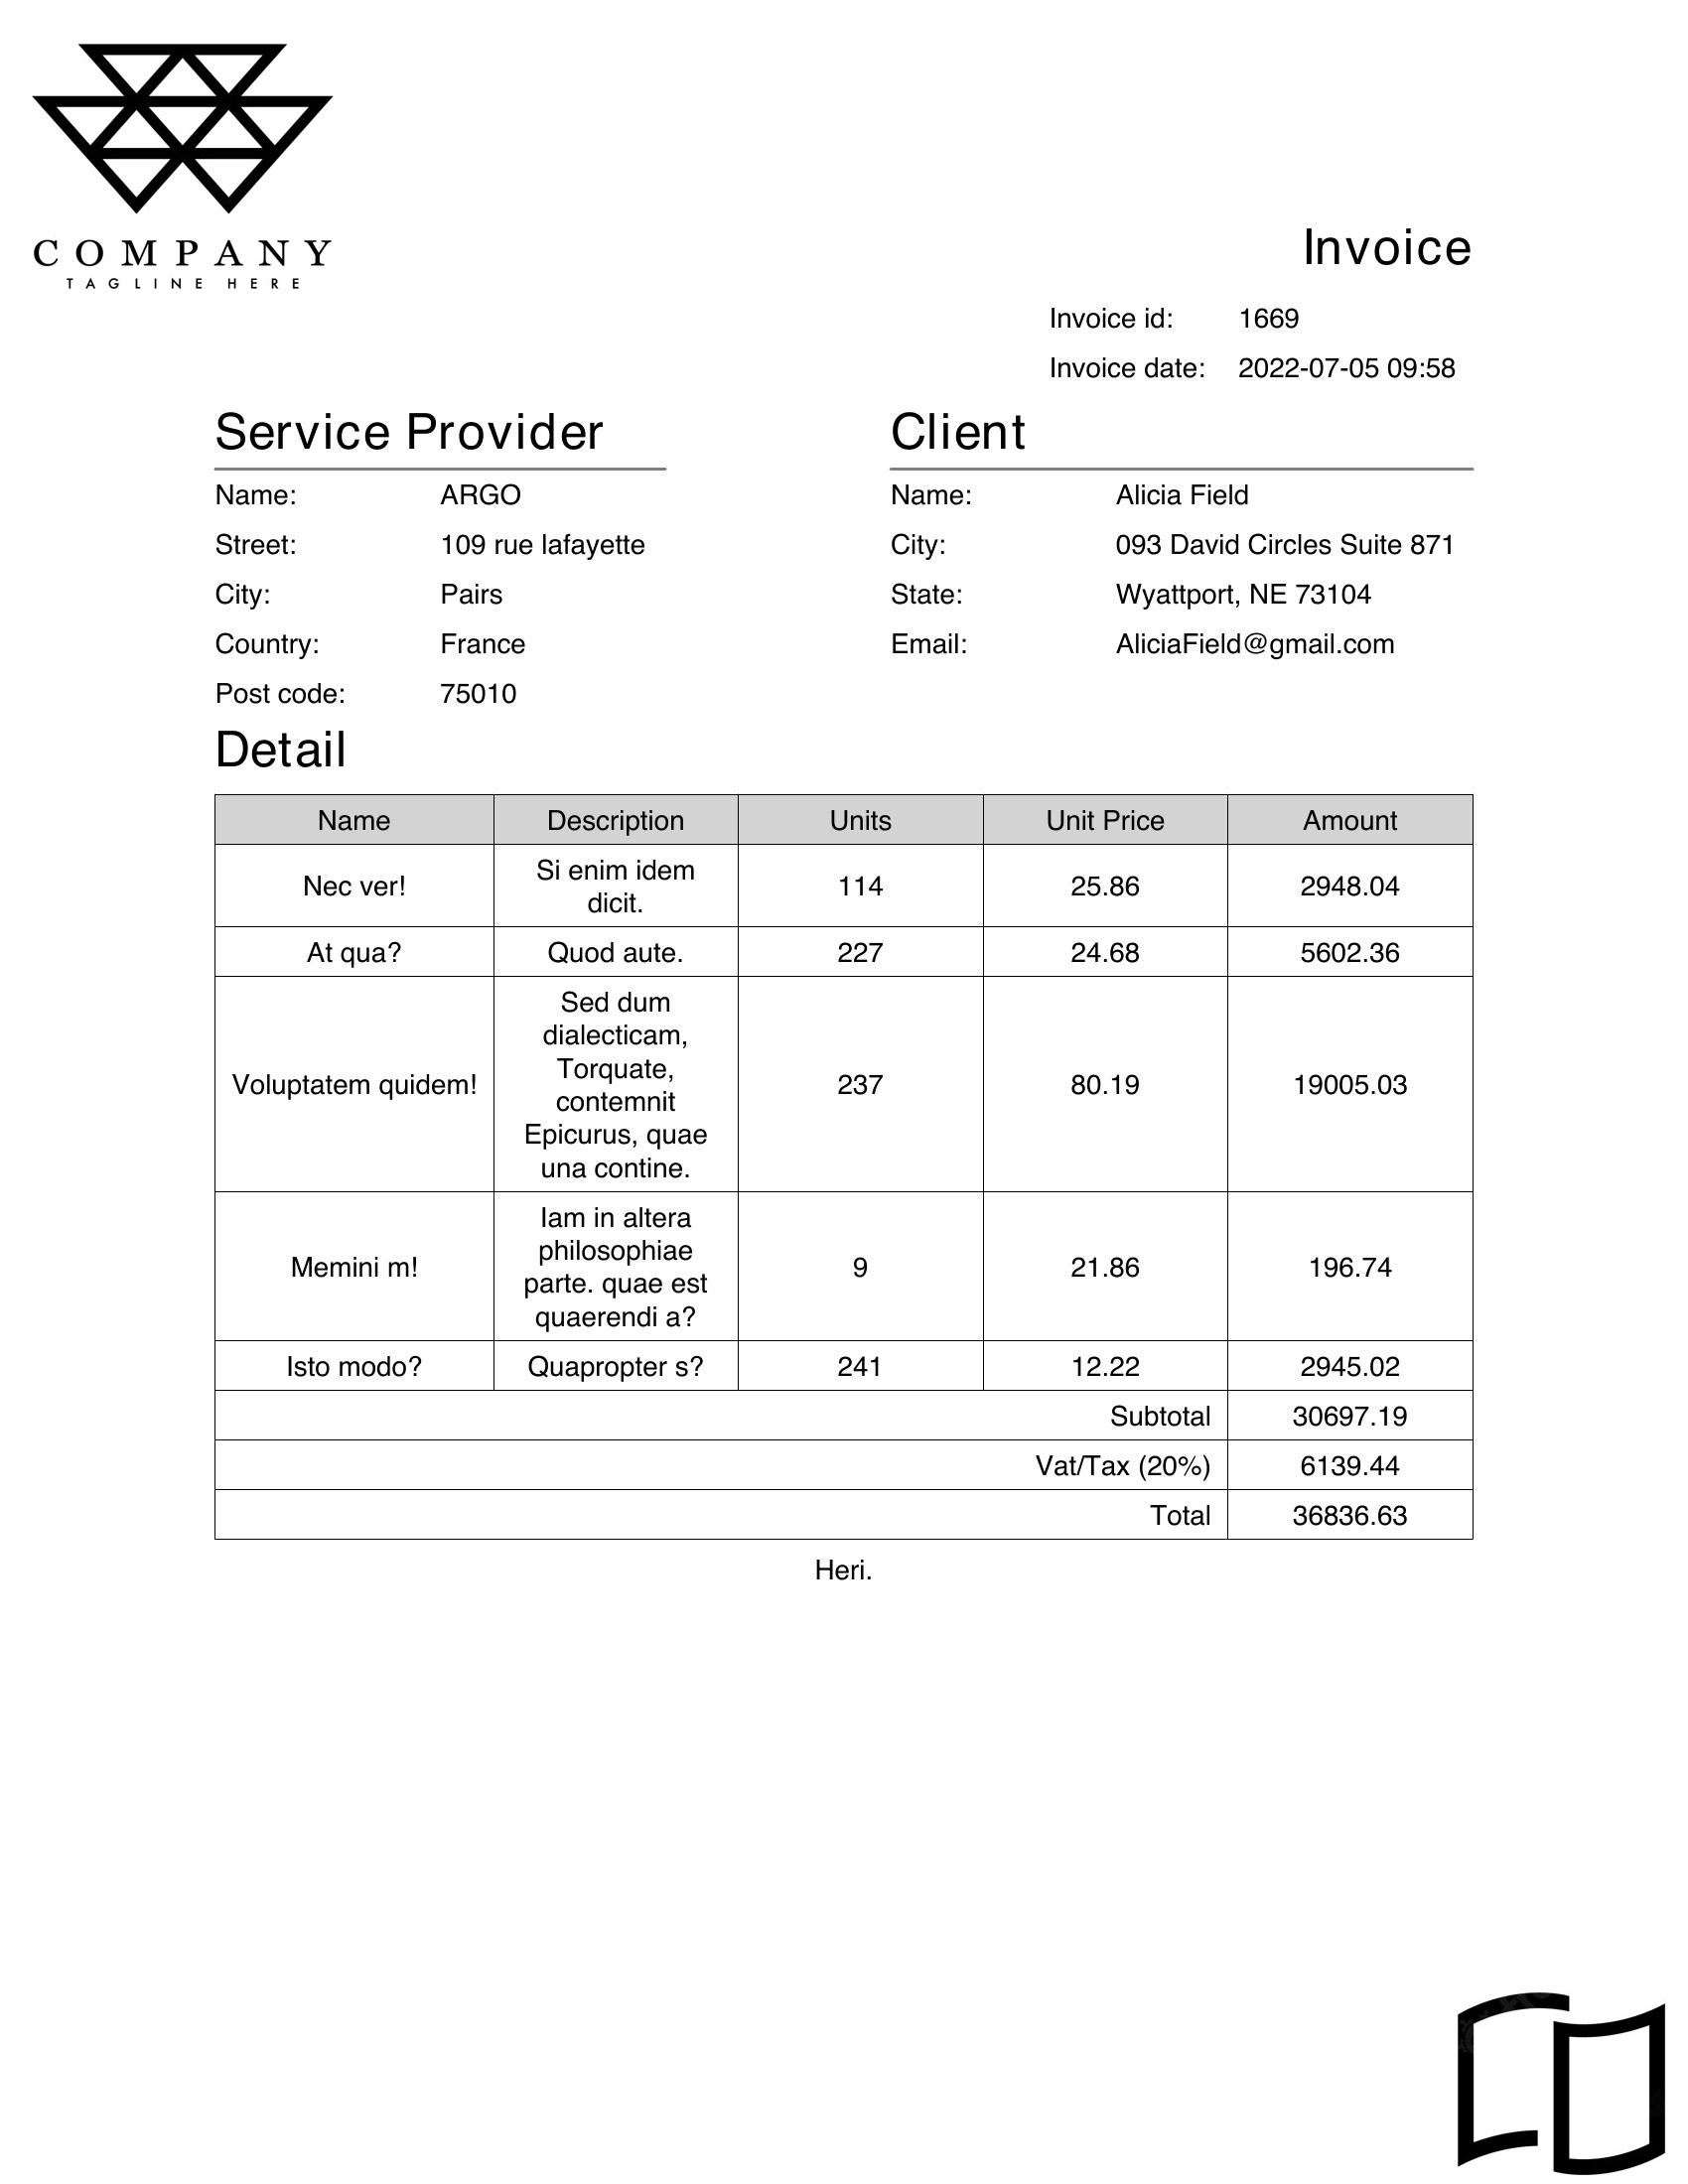 COMPANY
TAGLINE HERE
Invoice
Invoice id: 1669
Invoice date: 2022-07-05 09:58
Service Provider
Name: ARGO
Street: 109 rue lafayette
City: Pairs
Country: France
Post code: 75010
Client
Name: Alicia Field
City: 093 David Circles Suite 871
State: Wyattport, NE 73104
Email: AliciaField@gmail.com
Detail
Name Description Units Unit Price Amount
Nec ver! Si enim idem 114 25.86 2948.04
dicit.
At qua? Quod aute. 227 24.68 5602.36
Sed dum
dialecticam,
Torquate,
Voluptatem quidem! contemnit 237 80.19 19005.03
Epicurus, quae
una contine.
Iam in altera
philosophiae
Memini m! parte. quae est 9 21.86 196.74
quaerendi a?
Isto modo? Quapropter s? 241 12.22 2945.02
Subtotal 30697.19
Vat/Tax (20%) 6139.44
Total 36836.63
Heri.